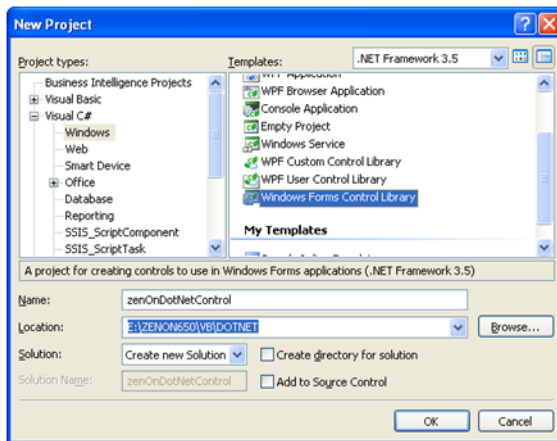 New Project
Project types:
Templates:
.NET Framework 3.5
Business Intelligence Projects
Visual Basic
Visual C#
Windows
Web
Smart Device
Office
Database
Reporting
SSIS_ScriptComponent
SSIS_ScriptTask
WPF Application
WPF Browser Application
Console Application
Empty Project
Windows Service
WPF Custom Control Library
WPF User Control Library
Windows Forms Control Library
My Templates
A project for creating controls to use in Windows Forms applications (.NET Framework 3.5)
Name:
zenOnDotNetControl
Location:
E:\ZENON650\VB\DOTNET
Browse...
Solution:
Create new Solution
Create directory for solution
Solution Name:
zenOnDotNetControl
Add to Source Control
OK
Cancel